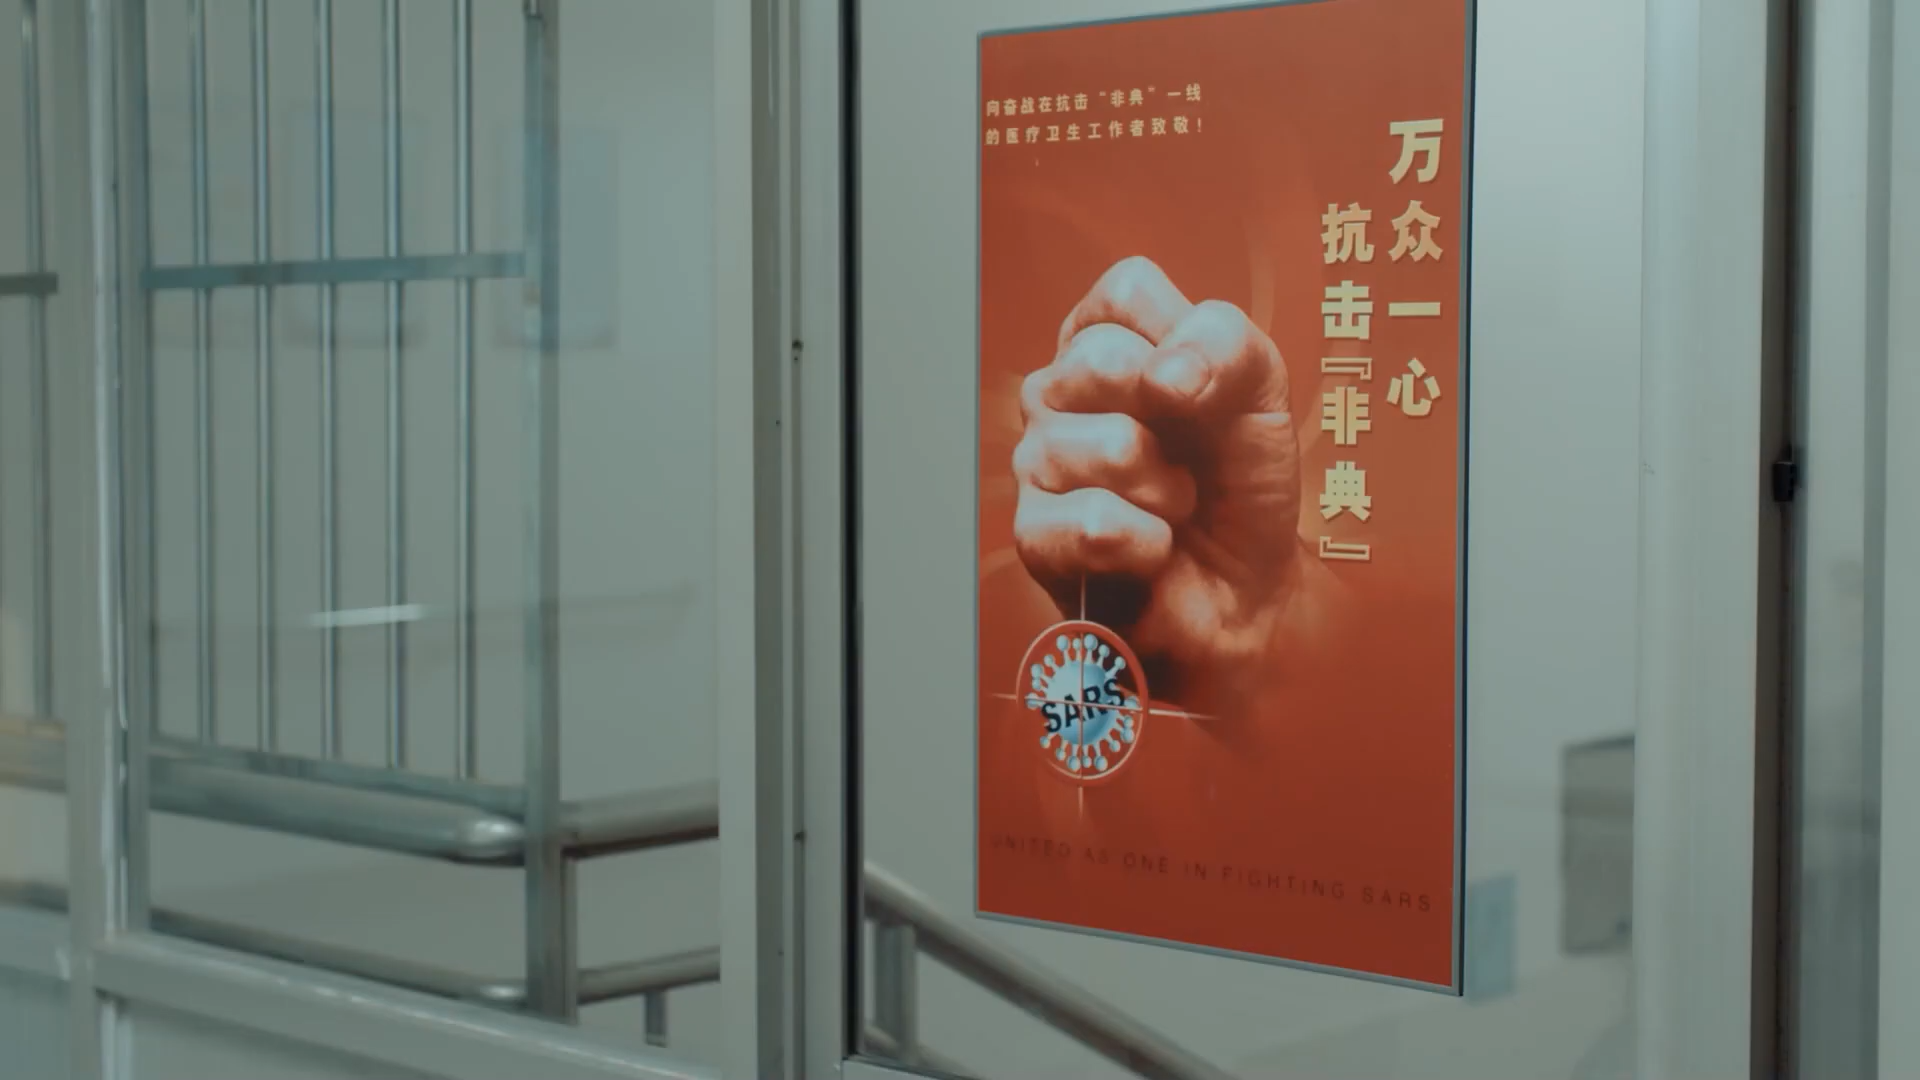 向奋战在抗击“非典”一线
的医疗卫生工作者致敬！
万众一心
抗击『非典』
SARS
UNITED AS ONE IN FIGHTING SARS